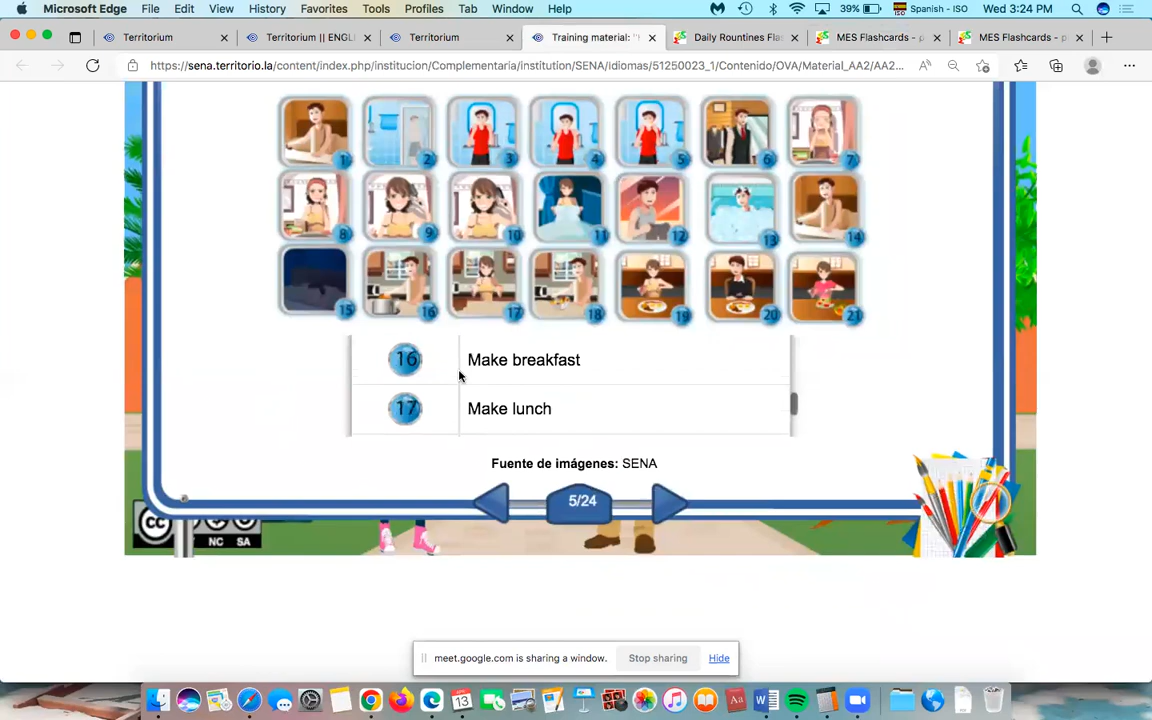 Microsoft Edge File Edit View History Favorites Tools Profiles Tab Window Help 39% Spanish - ISO Wed 3:24 PM
Territorium Territorium || ENGL Territorium Training material: "H Daily Rountines Flas MES Flashcards - p MES Flashcards - p
https://sena.territorio.la/content/index.php/institucion/Complementaria/institution/SENA/Idiomas/51250023_1/Contenido/OVA/Material_AA2/AA2...
1 2 3 4 5 6 7
8 9 10 11 12 13 14
15 16 17 18 19 20 21
16 Make breakfast
17 Make lunch
Fuente de imágenes: SENA
5/24
cc NC SA
meet.google.com is sharing a window. Stop sharing Hide
13